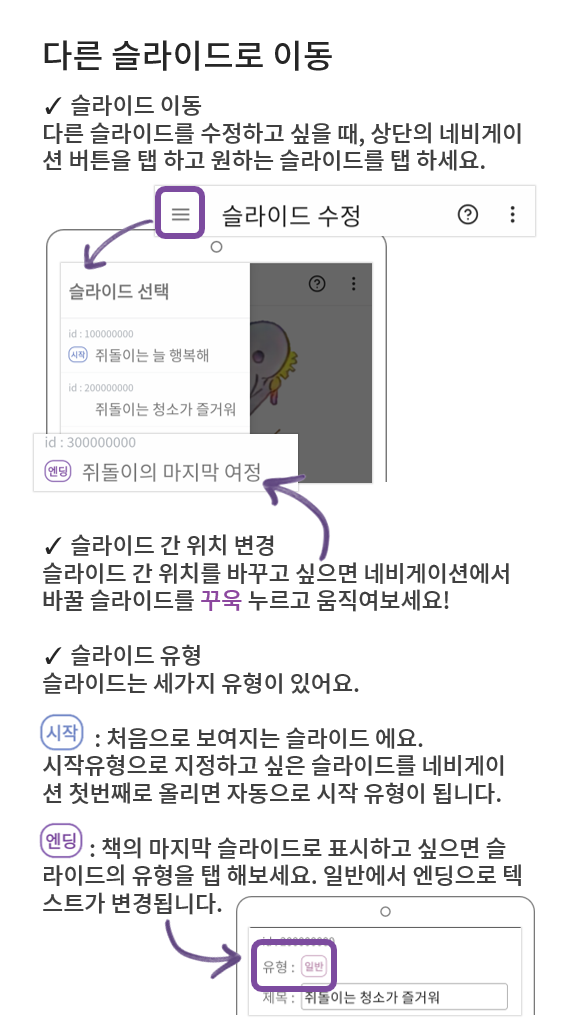 다른 슬라이드로 이동
✓ 슬라이드 이동
다른 슬라이드를 수정하고 싶을 때, 상단의 네비게이
션 버튼을 탭 하고 원하는 슬라이드를 탭 하세요.
슬라이드 수정
슬라이드 선택
id : 100000000
시작 쥐돌이는 늘 행복해
id : 200000000
쥐돌이는 청소가 즐거워
id : 300000000
엔딩 쥐돌이의 마지막 여정
✓ 슬라이드 간 위치 변경
슬라이드 간 위치를 바꾸고 싶으면 네비게이션에서
바꿀 슬라이드를 꾸욱 누르고 움직여보세요!
✓ 슬라이드 유형
슬라이드는 세가지 유형이 있어요.
시작 : 처음으로 보여지는 슬라이드 에요.
시작유형으로 지정하고 싶은 슬라이드를 네비게이
션 첫번째로 올리면 자동으로 시작 유형이 됩니다.
엔딩 : 책의 마지막 슬라이드로 표시하고 싶으면 슬
라이드의 유형을 탭 해보세요. 일반에서 엔딩으로 텍
스트가 변경됩니다.
유형 : 일반
제목 : 쥐돌이는 청소가 즐거워